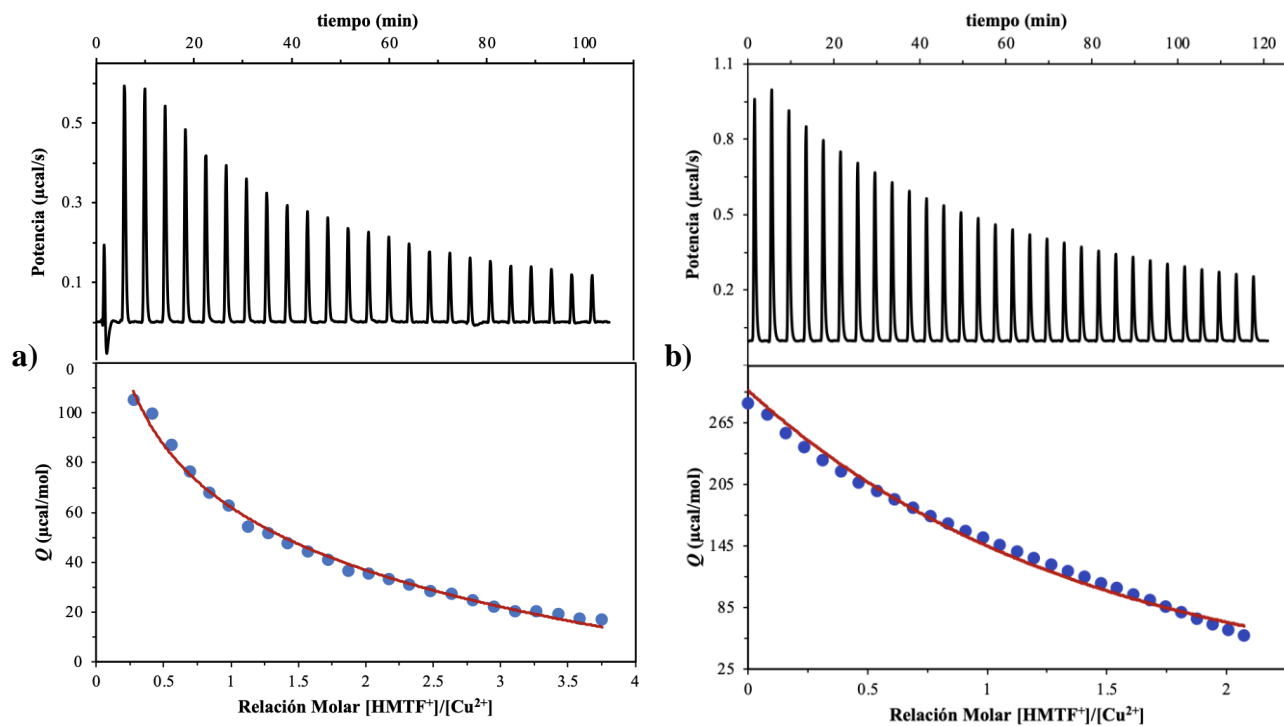 tiempo (min)
0 20 40 60 80 100
Potencia (µcal/s)
0.5
0.3
0.1
a)
0
100
80
60
40
20
0
Q (µcal/mol)
0 0.5 1 1.5 2 2.5 3 3.5 4
Relación Molar [HMTF⁺]/[Cu²⁺]
tiempo (min)
0 20 40 60 80 100 120
Potencia (µcal/s)
1.1
0.8
0.5
0.2
b)
265
205
145
85
25
Q (µcal/mol)
0 0.5 1 1.5 2
Relación Molar [HMTF⁺]/[Cu²⁺]